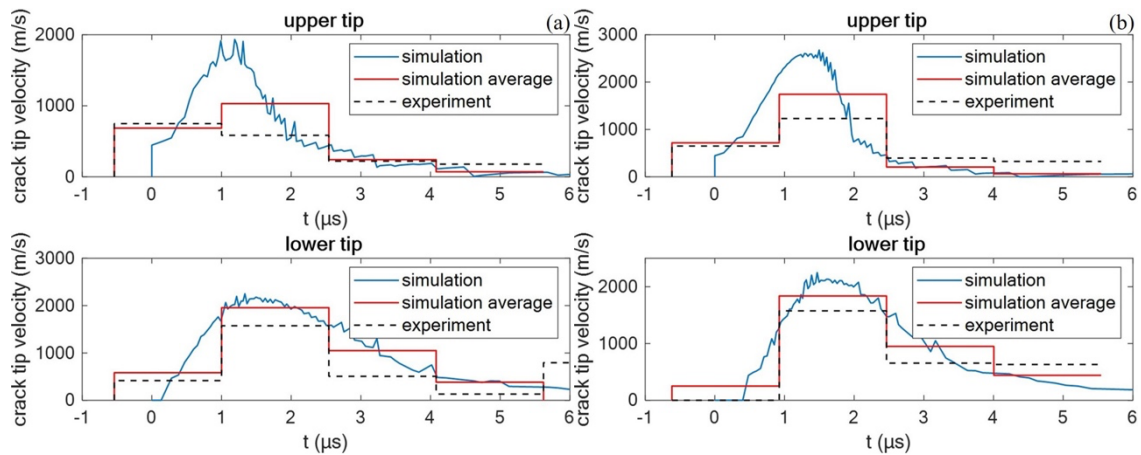 upper tip (a)
crack tip velocity (m/s)
2000
1000
0
simulation
simulation average
experiment
-1 0 1 2 3 4 5 6
t (μs)
upper tip (b)
crack tip velocity (m/s)
3000
2000
1000
0
simulation
simulation average
experiment
-1 0 1 2 3 4 5 6
t (μs)
lower tip
crack tip velocity (m/s)
3000
2000
1000
0
simulation
simulation average
experiment
-1 0 1 2 3 4 5 6
t (μs)
lower tip
crack tip velocity (m/s)
3000
2000
1000
0
simulation
simulation average
experiment
-1 0 1 2 3 4 5 6
t (μs)